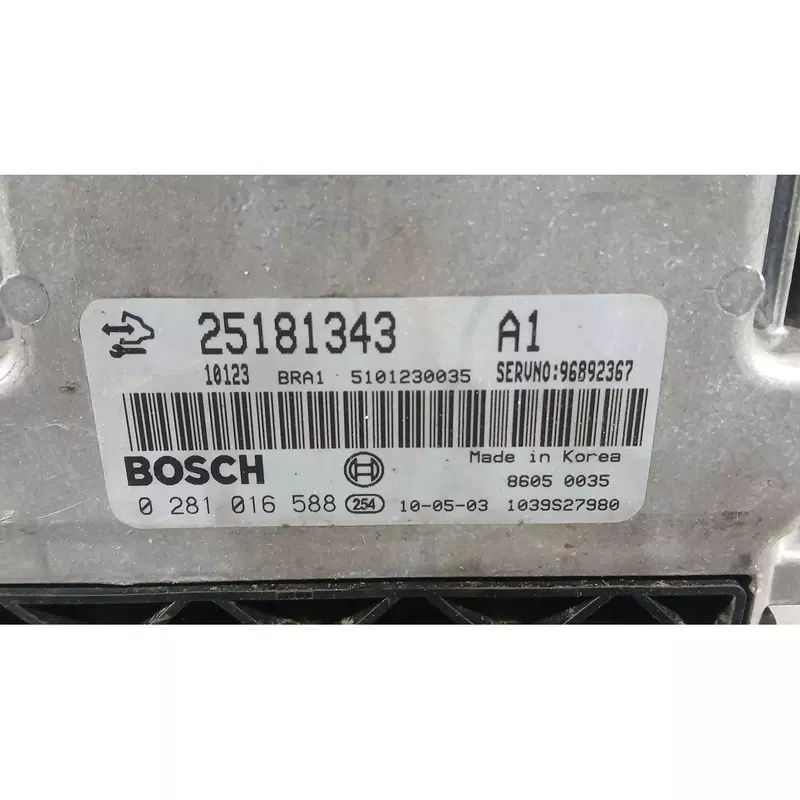 25181343 A1
10123 BRA1 5101230035 SERVNO:96892367
BOSCH Made in Korea
8605 0035
0 281 016 588 254 10-05-03 1039S27980